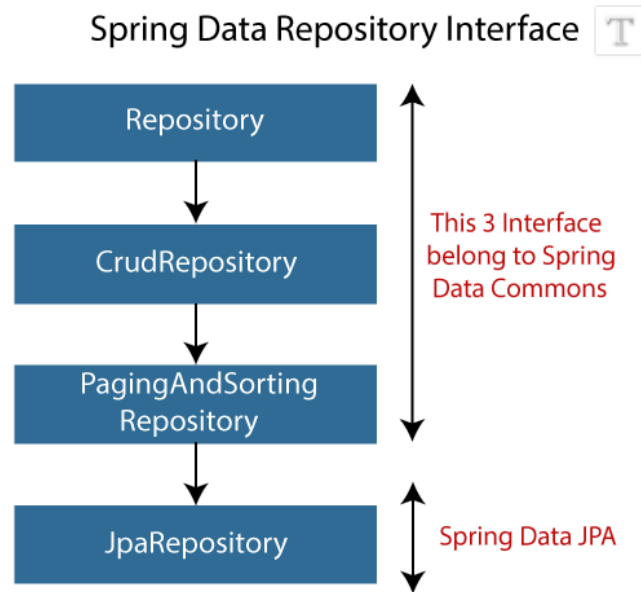 Spring Data Repository Interface
T
Repository
CrudRepository
This 3 Interface
belong to Spring
Data Commons
PagingAndSorting
Repository
JpaRepository
Spring Data JPA